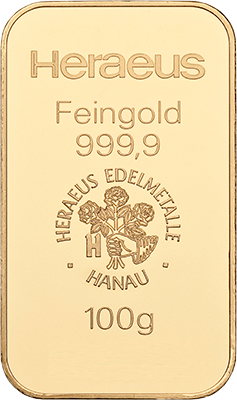 Heraeus
Feingold
999,9
HERAEUS EDELMETALLE
H
· HANAU ·
100g